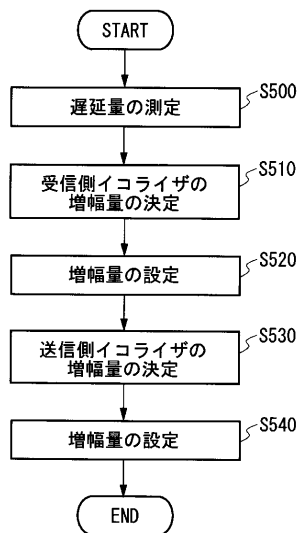 START
遅延量の測定
S500
受信側イコライザの
増幅量の決定
S510
増幅量の設定
S520
送信側イコライザの
増幅量の決定
S530
増幅量の設定
S540
END